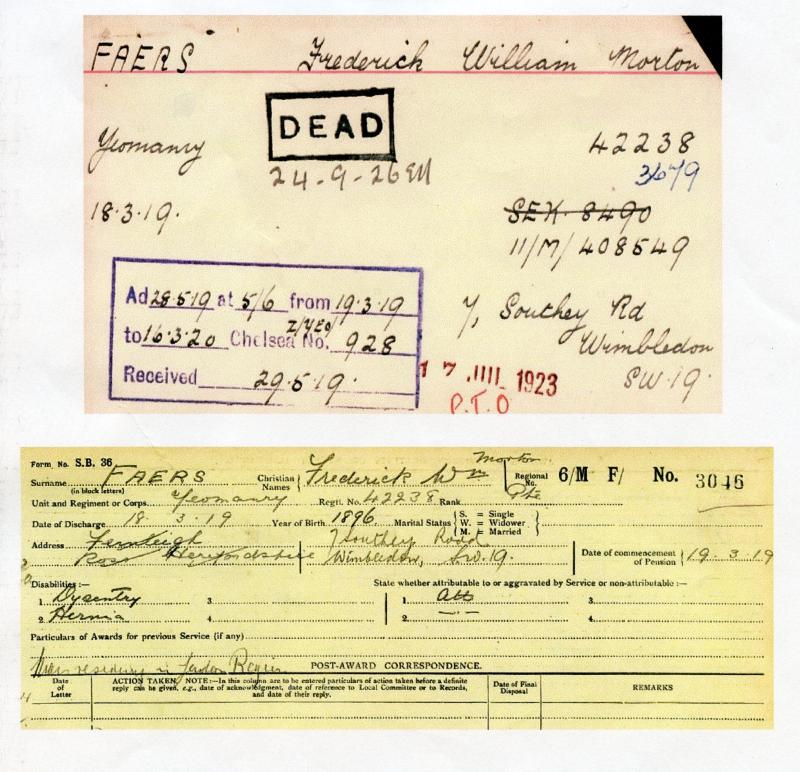 FAERS Frederick William Morton
DEAD
Yeomanry 24-9-26 42238
3679
18.3.19. SEK. 8490
11/M/408549
Ad 28.5.19 at 5/6 from 19.3.19
7, Southey Rd
to 16.3.20 Chelsea No. 928
Wimbledon
Received 29.5.19.
17 JUL 1923 SW.19.
P.T.O
Form No. S.B. 36.
Morton
Surname FAERS Christian Names Frederick Wm Regional No. 6/M F/ No. 3046
(in block letters)
Unit and Regiment or Corps. Yeomanry Regtl. No. 42238 Rank Pte
Date of Discharge 18.3.19 Year of Birth 1896 Marital Status S. = Single W. = Widower M. = Married
Address Fernleigh 7 Southey Road
Ross Herefordshire Wimbledon, S.W.19. Date of commencement of Pension 19.3.19
Disabilities:— State whether attributable to or aggravated by Service or non-attributable:—
1. Dysentry 3. 1. Att 3.
2. Hernia 4. 2. —"— 4.
Particulars of Awards for previous Service (if any)
residing in London Region POST-AWARD CORRESPONDENCE.
Date of Letter ACTION TAKEN. NOTE:—In this column are to be entered particulars of action taken before a definite reply can be given, e.g., date of acknowledgment, date of reference to Local Committee or to Records, and date of their reply. Date of Final Disposal REMARKS